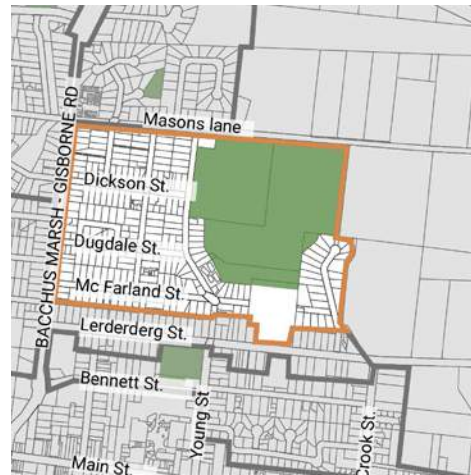 Masons lane
BACCHUS MARSH - GISBORNE RD
Dickson St.
Dugdale St.
Mc Farland St.
Lerderderg St.
Bennett St.
Young St.
Crook St.
Main St.